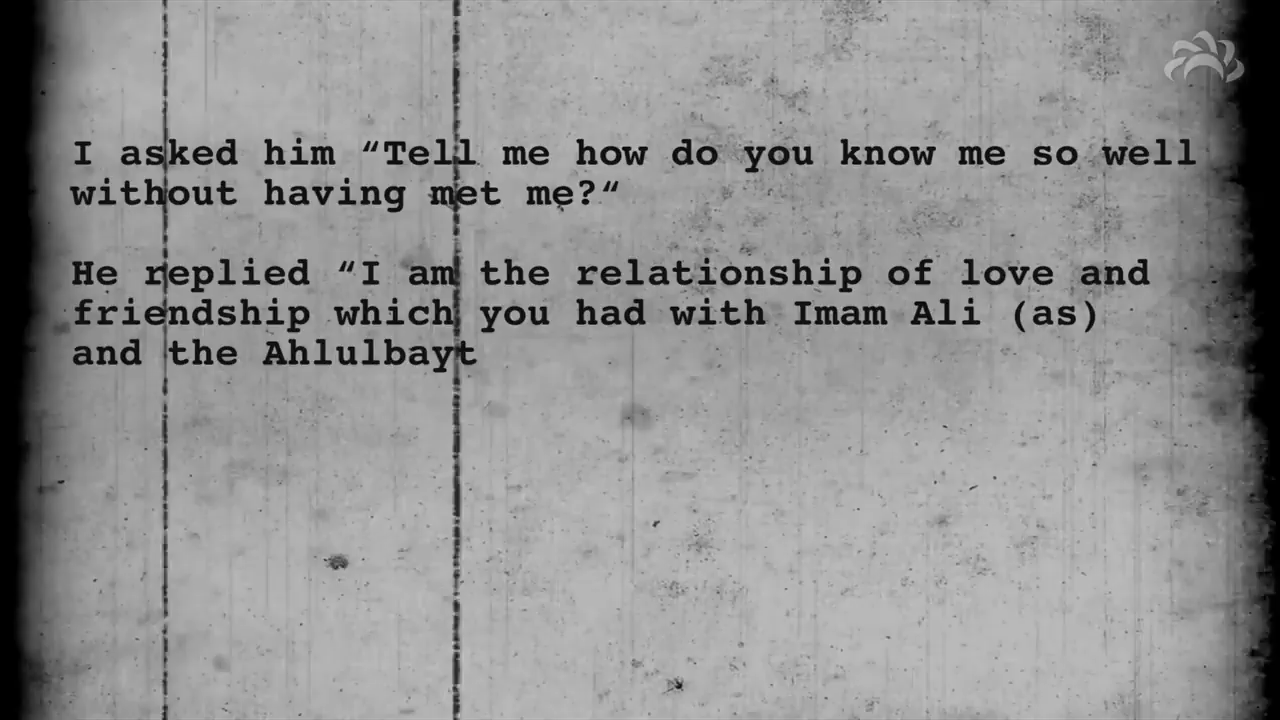 I asked him “Tell me how do you know me so well
without having met me?“
He replied “I am the relationship of love and
friendship which you had with Imam Ali (as)
and the Ahlulbayt